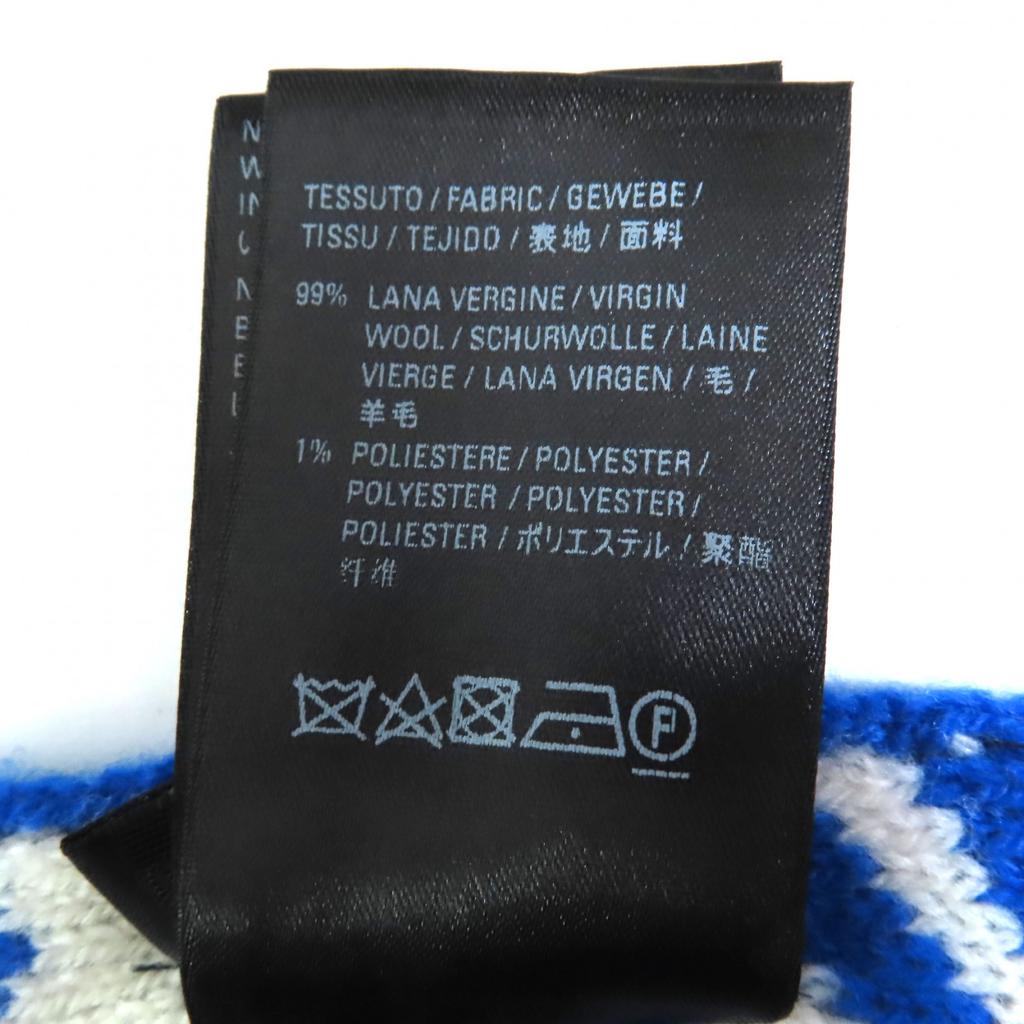 TESSUTO / FABRIC / GEWEBE /
TISSU / TEJIDO / 表地 / 面料
99% LANA VERGINE / VIRGIN
WOOL / SCHURWOLLE / LAINE
VIERGE / LANA VIRGEN / 毛 /
羊毛
1% POLIESTERE / POLYESTER /
POLYESTER / POLYESTER /
POLIESTER / ポリエステル / 聚酯
纤维
F